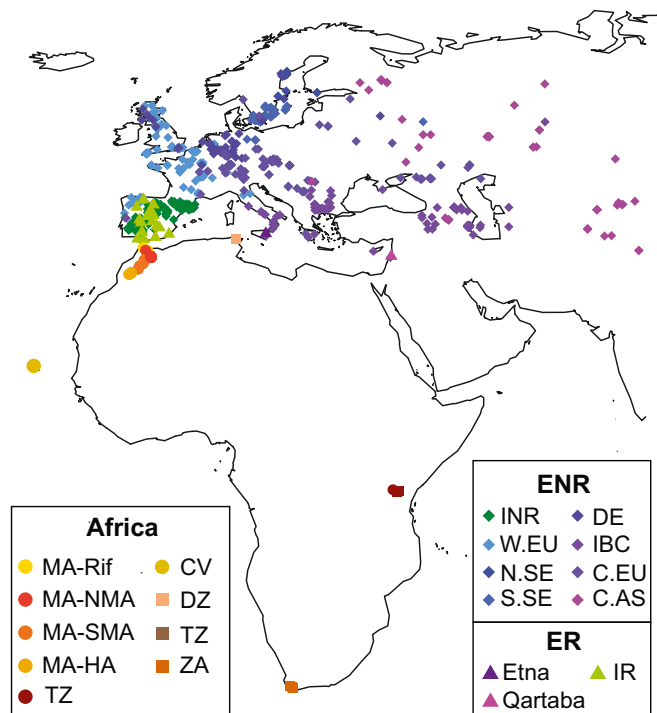 Africa
MA-Rif
MA-NMA
MA-SMA
MA-HA
TZ
CV
DZ
TZ
ZA
ENR
INR
W.EU
N.SE
S.SE
DE
IBC
C.EU
C.AS
ER
Etna
IR
Qartaba